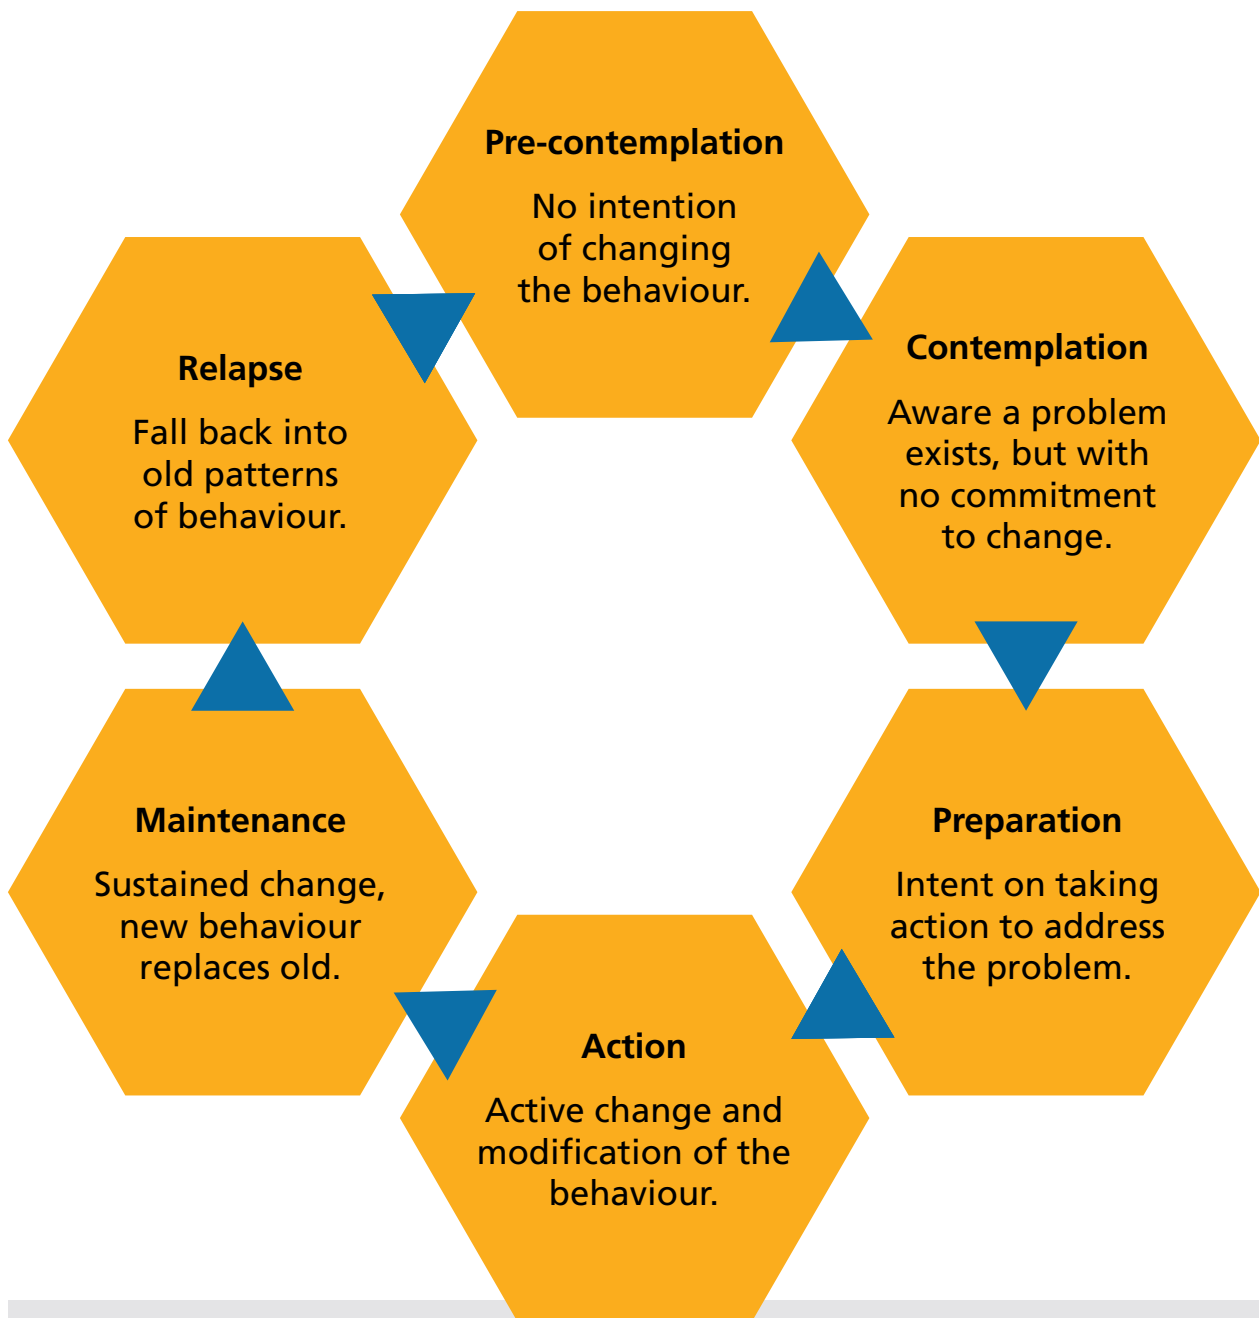 Pre-contemplation
No intention
of changing
the behaviour.
Contemplation
Aware a problem
exists, but with
no commitment
to change.
Preparation
Intent on taking
action to address
the problem.
Action
Active change and
modification of the
behaviour.
Maintenance
Sustained change,
new behaviour
replaces old.
Relapse
Fall back into
old patterns
of behaviour.